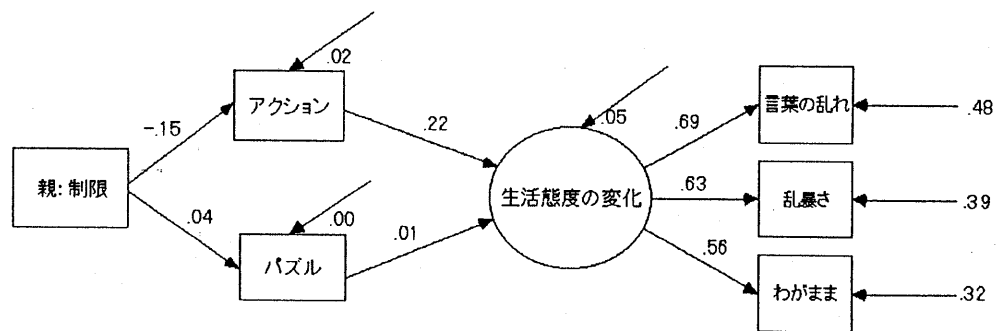 .02
アクション
-.15
.22
.05
.69
言葉の乱れ
.48
親:制限
生活態度の変化
.63
乱暴さ
.39
.04
.00
.01
パズル
.56
わがまま
.32